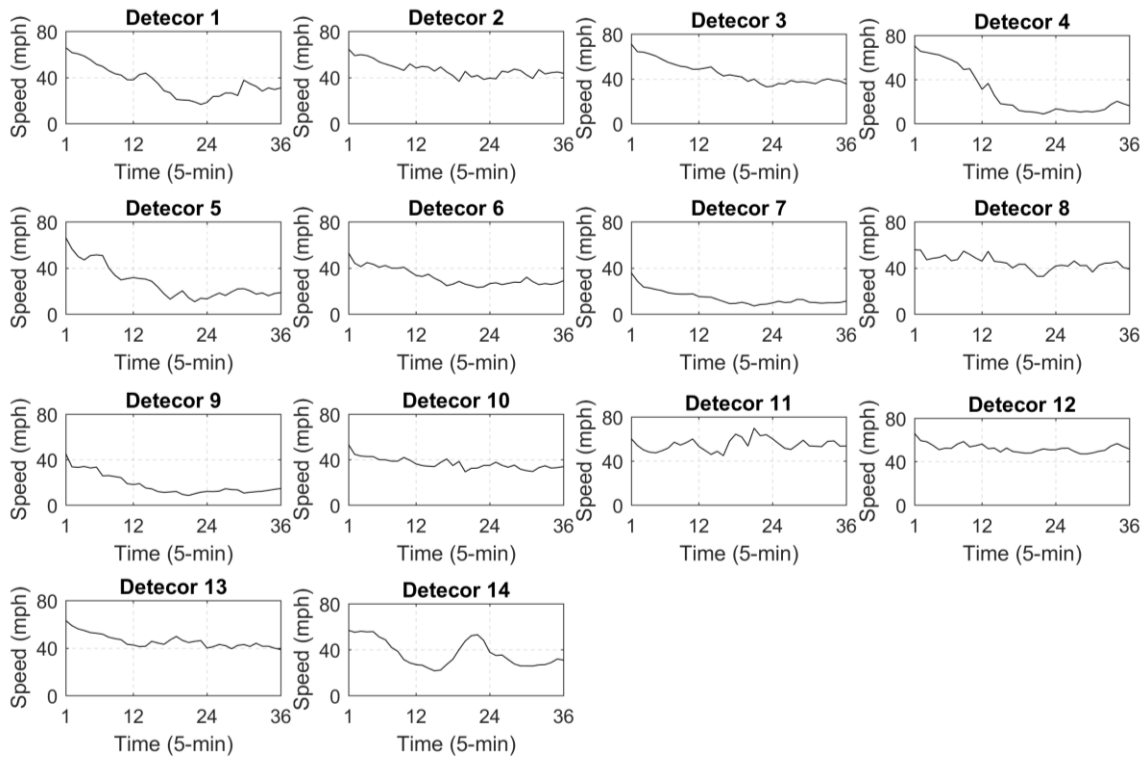 Detecor 1
Speed (mph)
80
40
0
1 12 24 36
Time (5-min)
Detecor 2
Speed (mph)
80
40
0
1 12 24 36
Time (5-min)
Detecor 3
Speed (mph)
80
40
0
1 12 24 36
Time (5-min)
Detecor 4
Speed (mph)
80
40
0
1 12 24 36
Time (5-min)
Detecor 5
Speed (mph)
80
40
0
1 12 24 36
Time (5-min)
Detecor 6
Speed (mph)
80
40
0
1 12 24 36
Time (5-min)
Detecor 7
Speed (mph)
80
40
0
1 12 24 36
Time (5-min)
Detecor 8
Speed (mph)
80
40
0
1 12 24 36
Time (5-min)
Detecor 9
Speed (mph)
80
40
0
1 12 24 36
Time (5-min)
Detecor 10
Speed (mph)
80
40
0
1 12 24 36
Time (5-min)
Detecor 11
Speed (mph)
80
40
0
1 12 24 36
Time (5-min)
Detecor 12
Speed (mph)
80
40
0
1 12 24 36
Time (5-min)
Detecor 13
Speed (mph)
80
40
0
1 12 24 36
Time (5-min)
Detecor 14
Speed (mph)
80
40
0
1 12 24 36
Time (5-min)